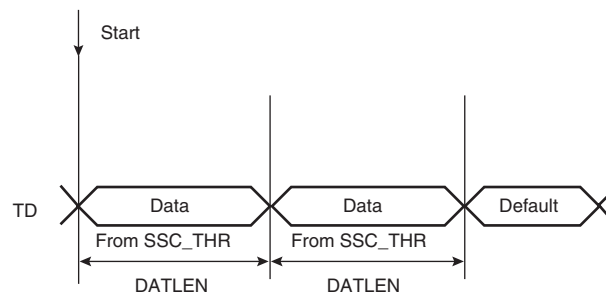 Start
TD
Data
Data
Default
From SSC_THR
From SSC_THR
DATLEN
DATLEN